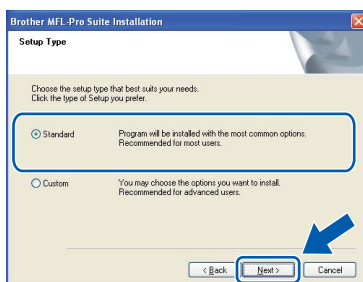 Brother MFL-Pro Suite Installation
Setup Type
Choose the setup type that best suits your needs.
Click the type of Setup you prefer.
Standard Program will be installed with the most common options.
Recommended for most users.
Custom You may choose the options you want to install.
Recommended for advanced users.
< Back Next > Cancel